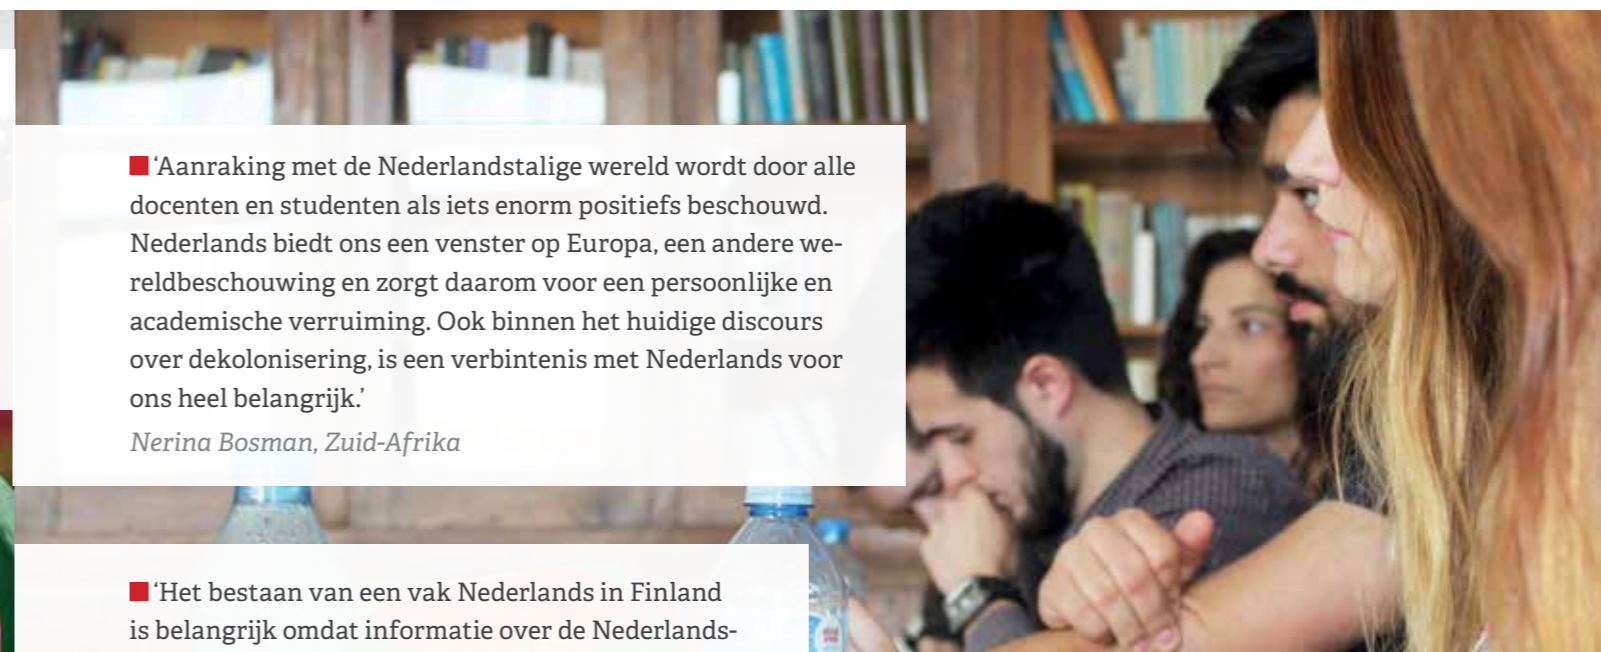 ‘Aanraking met de Nederlandstalige wereld wordt door alle
docenten en studenten als iets enorm positiefs beschouwd.
Nederlands biedt ons een venster op Europa, een andere we-
reldbeschouwing en zorgt daarom voor een persoonlijke en
academische verruiming. Ook binnen het huidige discours
over dekolonisering, is een verbintenis met Nederlands voor
ons heel belangrijk.’
Nerina Bosman, Zuid-Afrika
‘Het bestaan van een vak Nederlands in Finland
is belangrijk omdat informatie over de Nederlands-